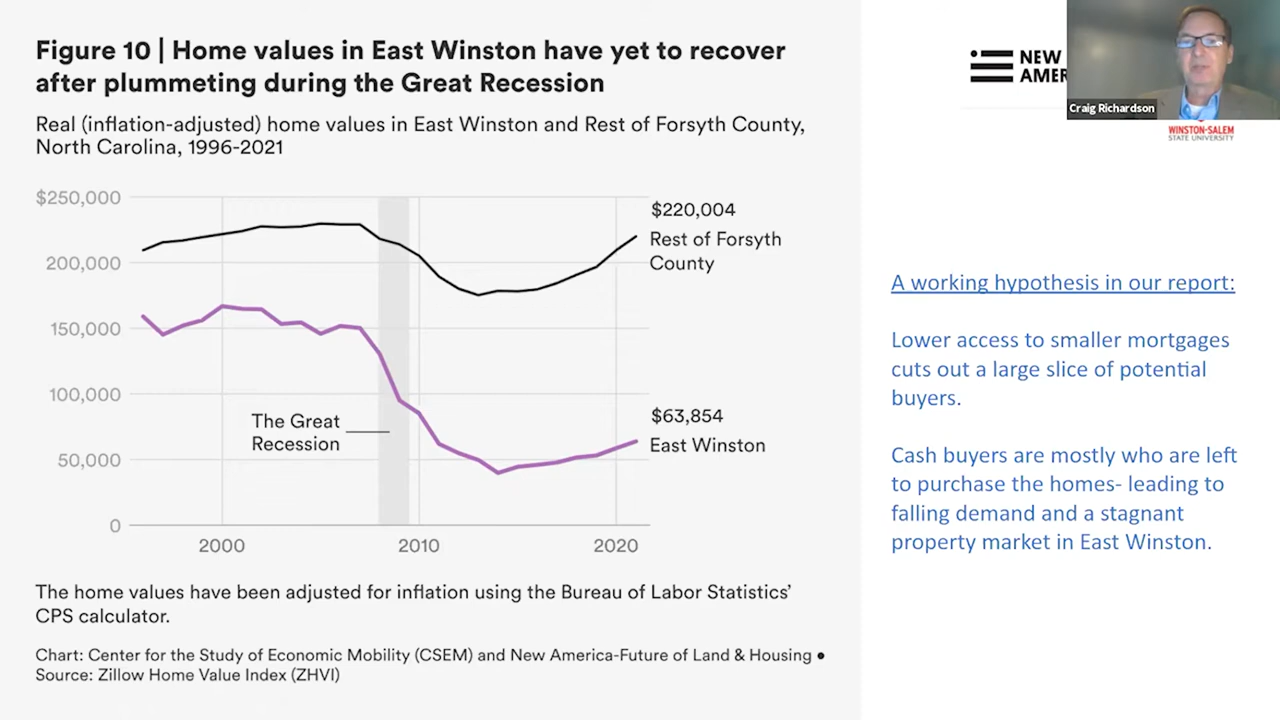 Figure 10 | Home values in East Winston have yet to recover
after plummeting during the Great Recession
Real (inflation-adjusted) home values in East Winston and Rest of Forsyth County,
North Carolina, 1996-2021
$250,000
200,000
150,000
100,000
50,000
0
2000
2010
2020
$220,004
Rest of Forsyth
County
The Great
Recession
$63,854
East Winston
The home values have been adjusted for inflation using the Bureau of Labor Statistics’
CPS calculator.
Chart: Center for the Study of Economic Mobility (CSEM) and New America-Future of Land & Housing •
Source: Zillow Home Value Index (ZHVI)
NEW
AMER
Craig Richardson
WINSTON-SALEM
STATE UNIVERSITY
A working hypothesis in our report:
Lower access to smaller mortgages
cuts out a large slice of potential
buyers.
Cash buyers are mostly who are left
to purchase the homes- leading to
falling demand and a stagnant
property market in East Winston.